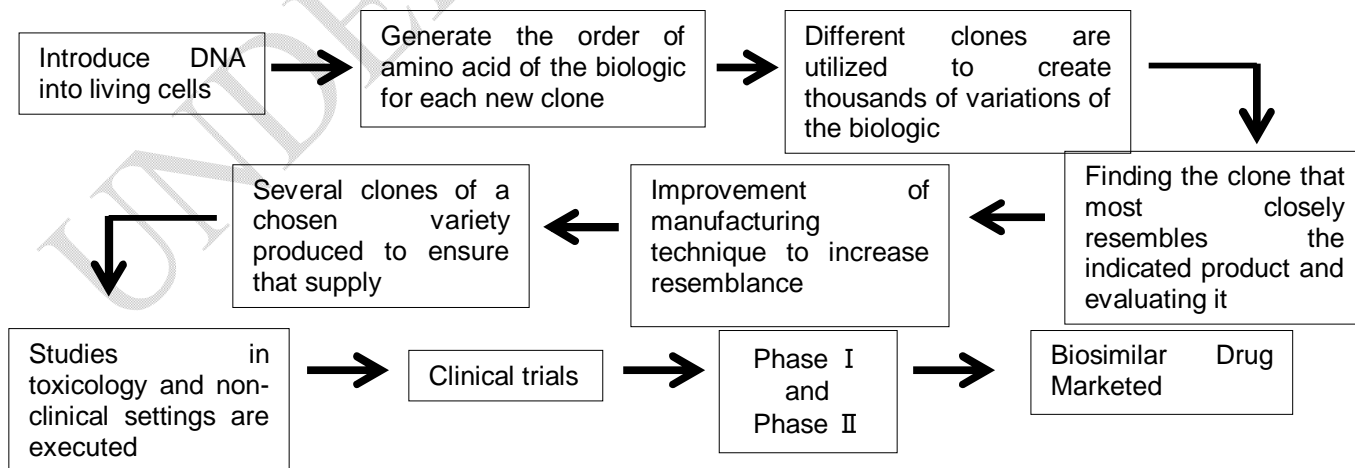 Introduce DNA
into living cells
Generate the order of
amino acid of the biologic
for each new clone
Different clones are
utilized to create
thousands of variations of
the biologic
Finding the clone that
most closely
resembles the
indicated product and
evaluating it
Improvement of
manufacturing
technique to increase
resemblance
Several clones of a
chosen variety
produced to ensure
that supply
Studies in
toxicology and non-
clinical settings are
executed
Clinical trials
Phase Ⅰ
and
Phase Ⅱ
Biosimilar Drug
Marketed